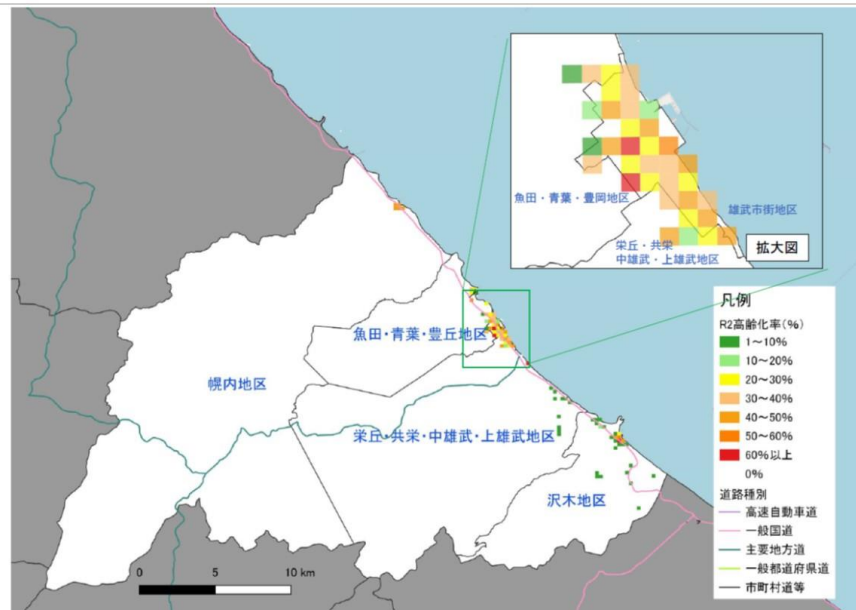 魚田・青葉・豊岡地区
雄武市街地区
栄丘・共栄
中雄武・上雄武地区
拡大図
魚田・青葉・豊丘地区
幌内地区
栄丘・共栄・中雄武・上雄武地区
沢木地区
凡例
R2高齢化率(%)
1~10%
10~20%
20~30%
30~40%
40~50%
50~60%
60%以上
0%
道路種別
高速自動車道
一般国道
主要地方道
一般都道府県道
市町村道等
0 5 10 km